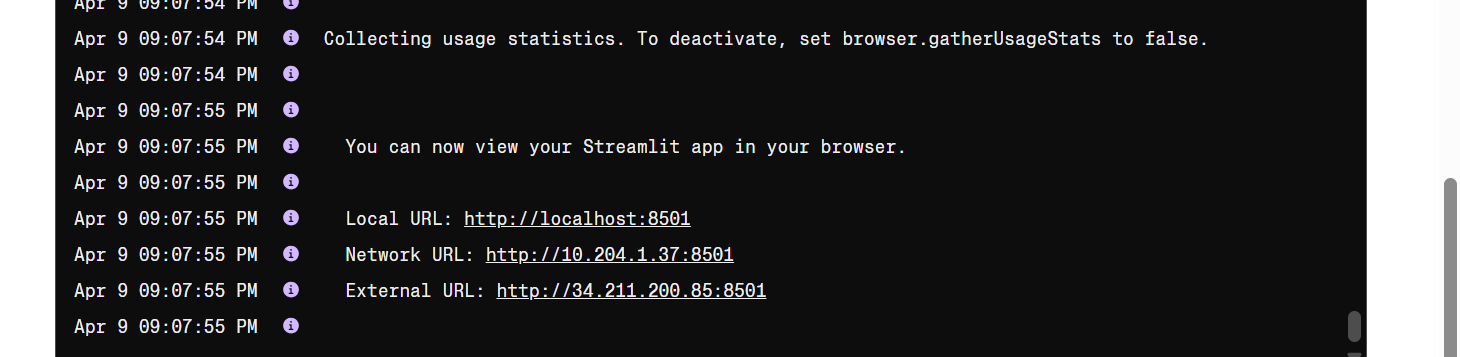 Apr 9 09:07:54 PM
Apr 9 09:07:54 PM Collecting usage statistics. To deactivate, set browser.gatherUsageStats to false.
Apr 9 09:07:54 PM
Apr 9 09:07:55 PM
Apr 9 09:07:55 PM You can now view your Streamlit app in your browser.
Apr 9 09:07:55 PM
Apr 9 09:07:55 PM Local URL: http://localhost:8501
Apr 9 09:07:55 PM Network URL: http://10.204.1.37:8501
Apr 9 09:07:55 PM External URL: http://34.211.200.85:8501
Apr 9 09:07:55 PM